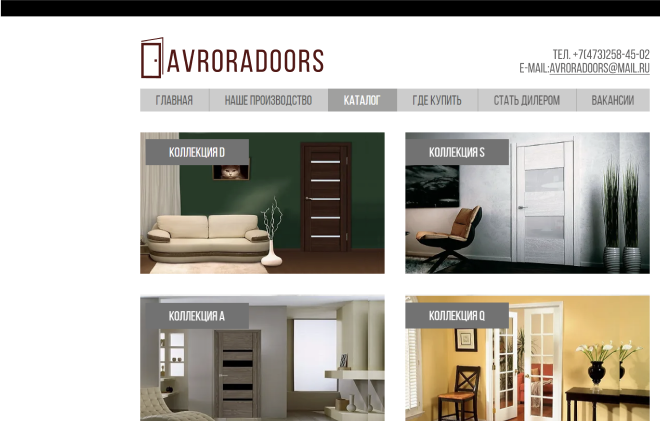 AVRORADOORS
ТЕЛ. +7(473)258-45-02
E-MAIL:AVRORADOORS@MAIL.RU
ГЛАВНАЯ НАШЕ ПРОИЗВОДСТВО КАТАЛОГ ГДЕ КУПИТЬ СТАТЬ ДИЛЕРОМ ВАКАНСИИ
КОЛЛЕКЦИЯ D
КОЛЛЕКЦИЯ S
КОЛЛЕКЦИЯ A
КОЛЛЕКЦИЯ Q